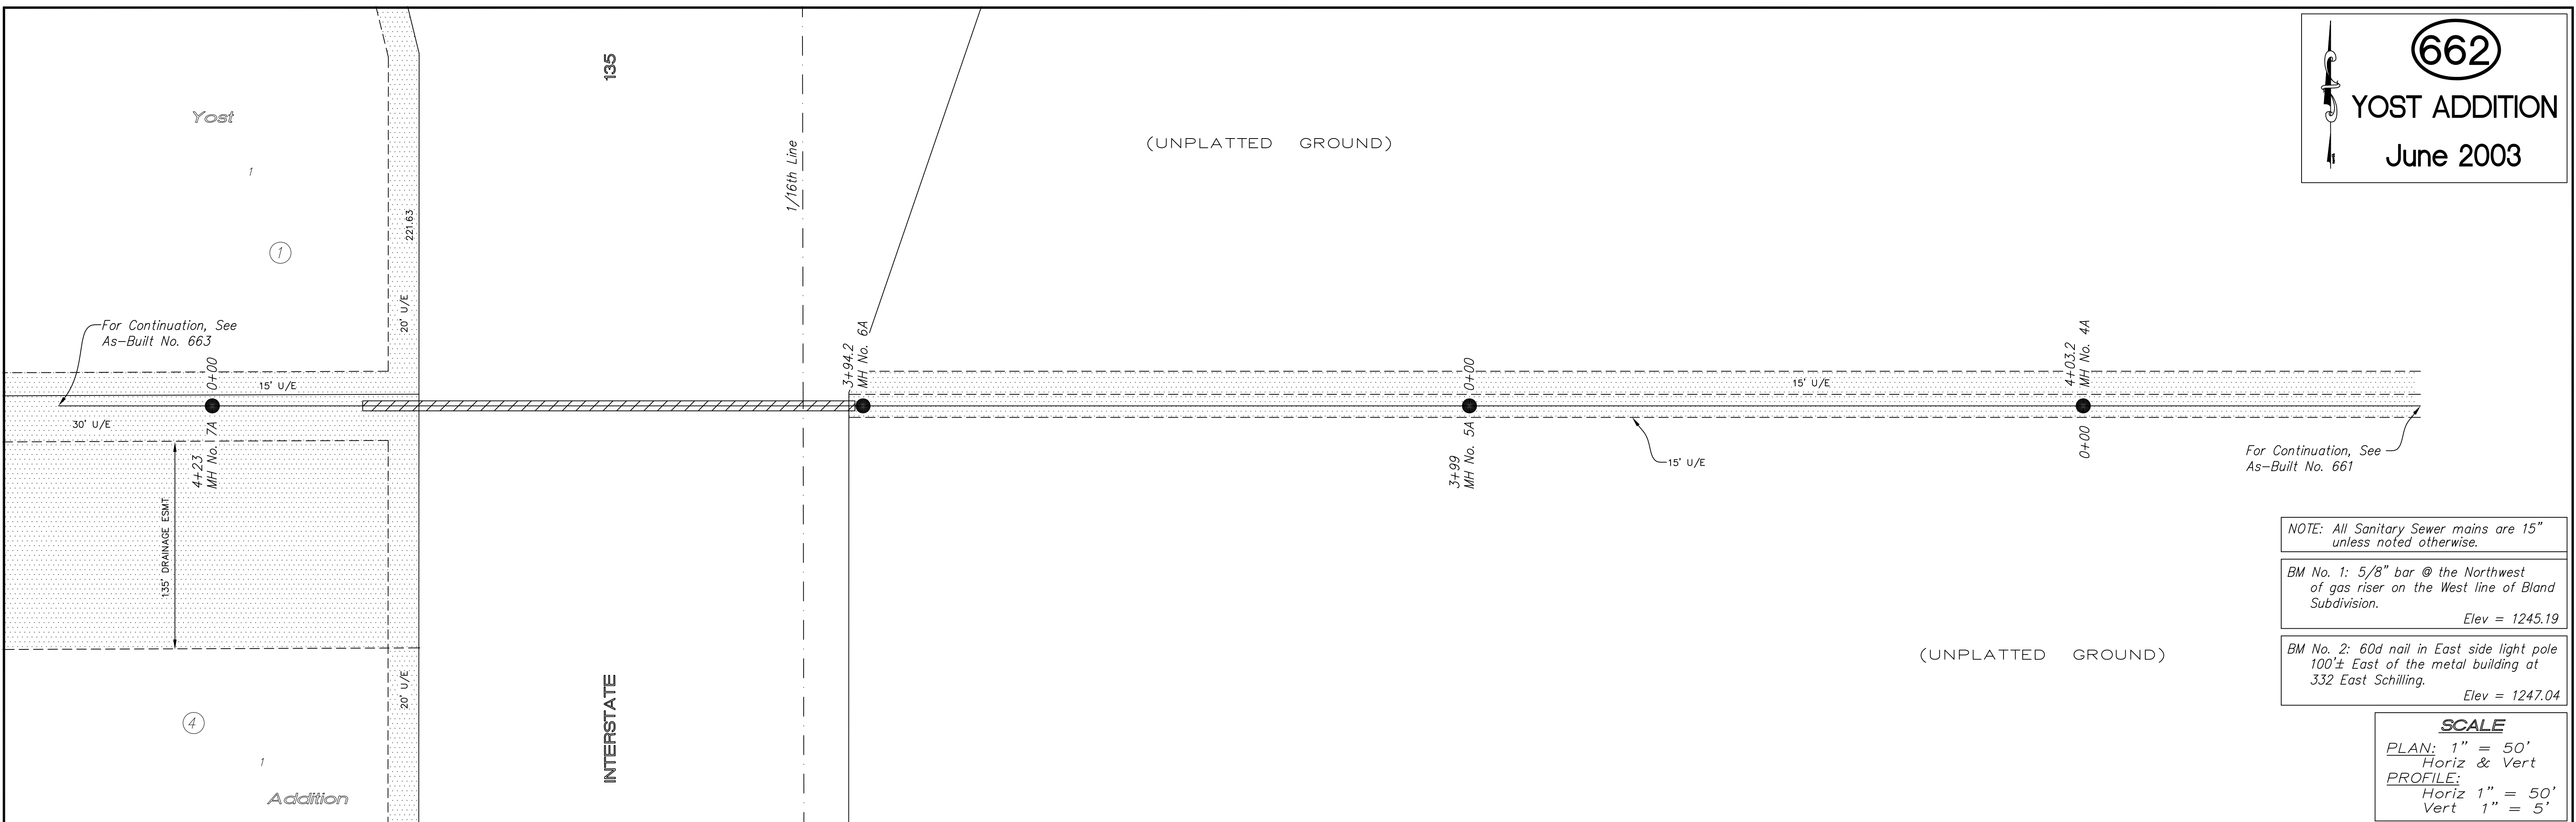 662
YOST ADDITION
June 2003
135
Yost
1
1
1/16th Line
(UNPLATTED GROUND)
221.63
20' U/E
For Continuation, See
As-Built No. 663
0+00
4+23
MH No. 7A
15' U/E
30' U/E
135' DRAINAGE ESMT
3+94.2
MH No. 6A
0+00
3+99
MH No. 5A
15' U/E
15' U/E
4+03.2
MH No. 4A
0+00
For Continuation, See
As-Built No. 661
20' U/E
4
1
Addition
INTERSTATE
(UNPLATTED GROUND)
NOTE: All Sanitary Sewer mains are 15"
unless noted otherwise.
BM No. 1: 5/8" bar @ the Northwest
of gas riser on the West line of Bland
Subdivision.
Elev = 1245.19
BM No. 2: 60d nail in East side light pole
100'± East of the metal building at
332 East Schilling.
Elev = 1247.04
SCALE
PLAN: 1" = 50'
Horiz & Vert
PROFILE:
Horiz 1" = 50'
Vert 1" = 5'